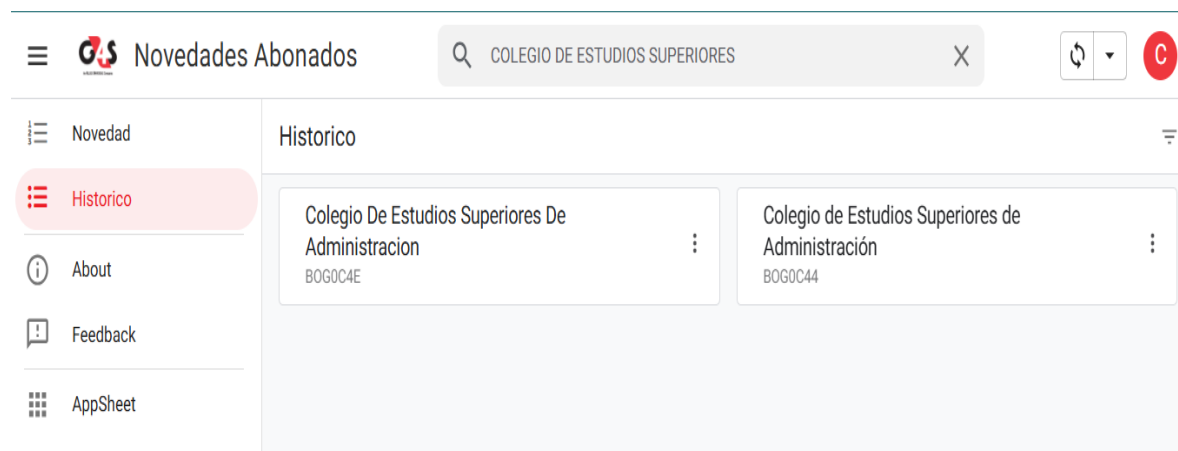 G4S Novedades Abonados
COLEGIO DE ESTUDIOS SUPERIORES
C
Novedad
Historico
About
Feedback
AppSheet
Historico
Colegio De Estudios Superiores De
Administracion
BOG0C4E
Colegio de Estudios Superiores de
Administración
BOG0C44